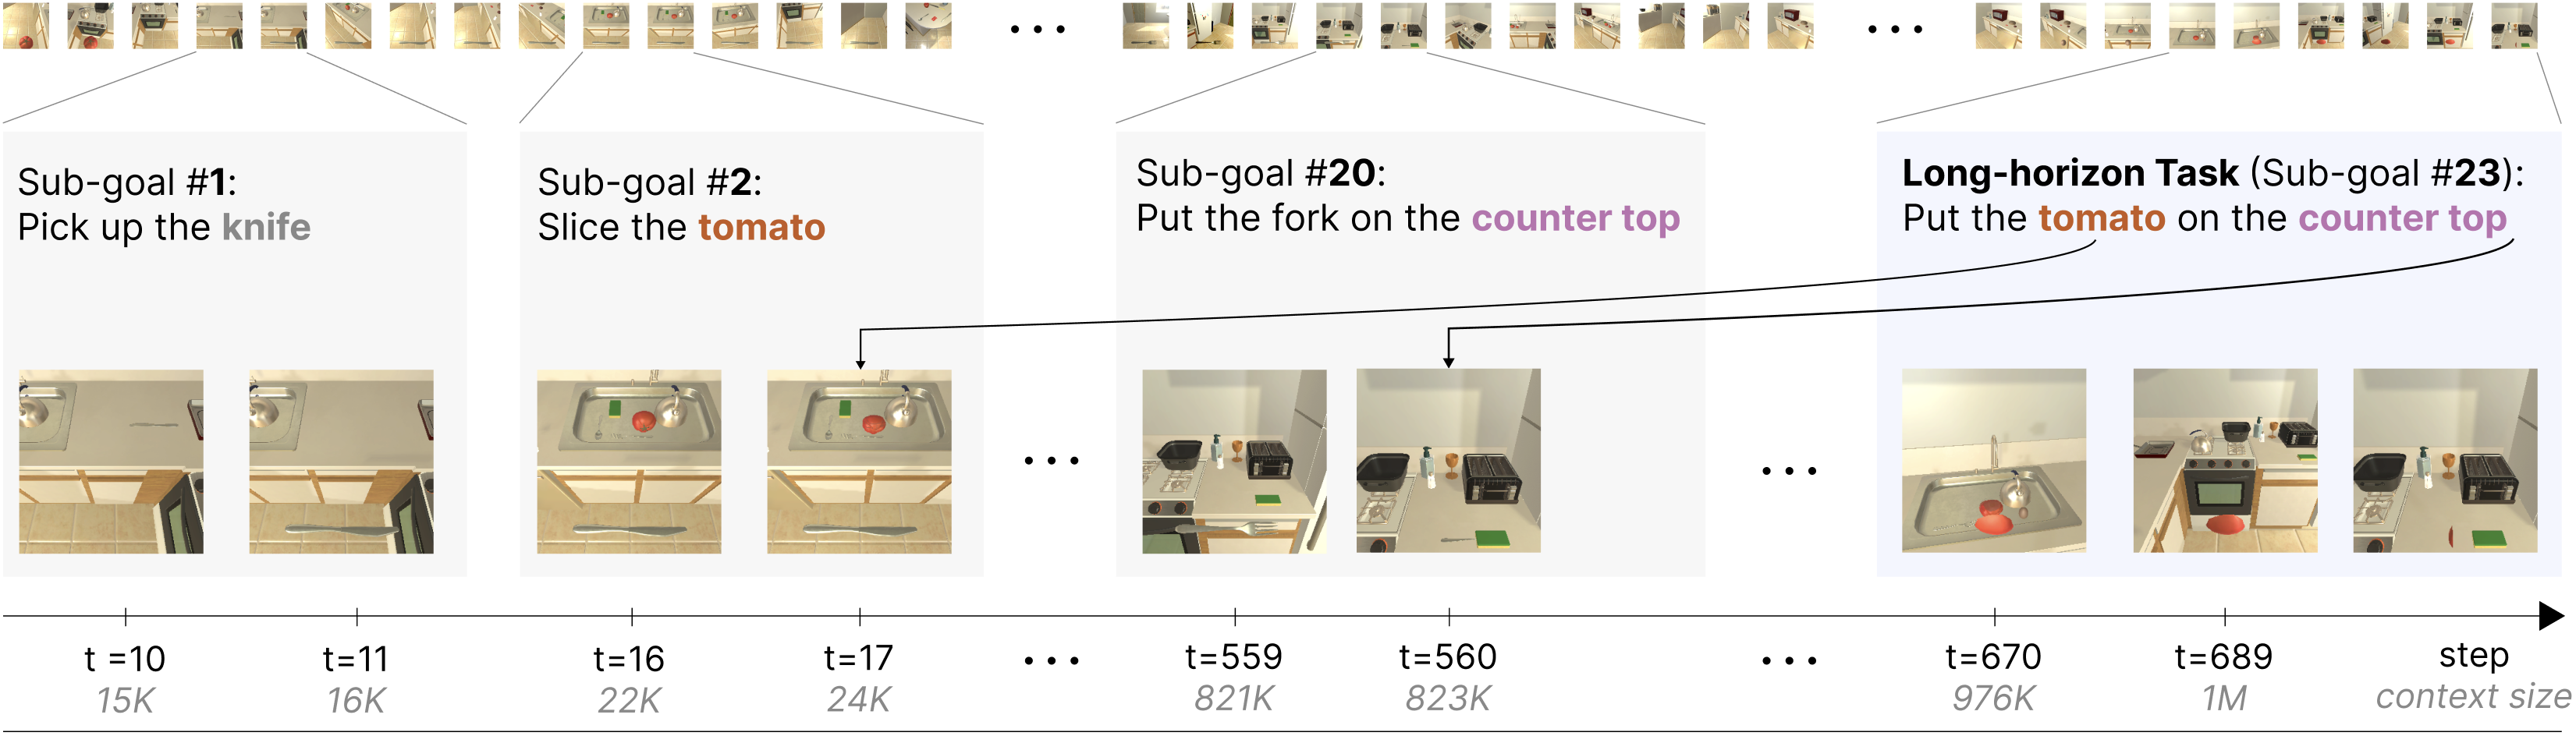 Sub-goal #1:
Pick up the knife
Sub-goal #2:
Slice the tomato
Sub-goal #20:
Put the fork on the counter top
Long-horizon Task (Sub-goal #23):
Put the tomato on the counter top
t =10
15K
t=11
16K
t=16
22K
t=17
24K
t=559
821K
t=560
823K
t=670
976K
t=689
1M
step
context size